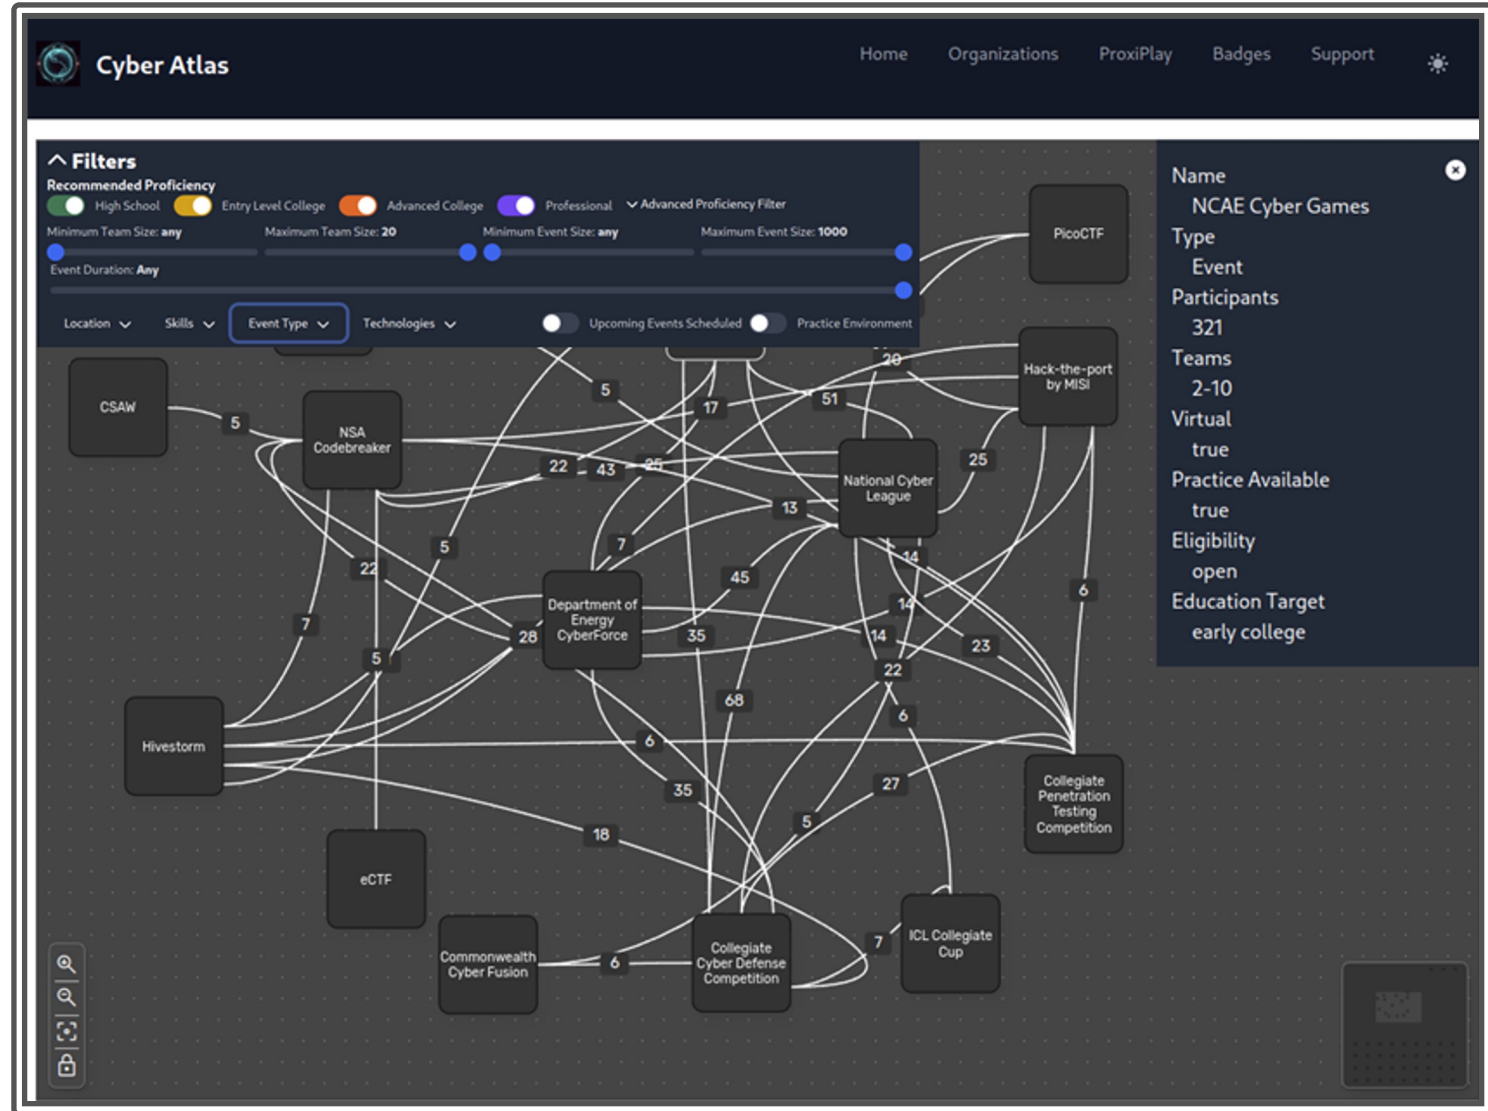 Cyber Atlas
Home Organizations ProxiPlay Badges Support
Filters
Recommended Proficiency
High School Entry Level College Advanced College Professional Advanced Proficiency Filter
Minimum Team Size: any Maximum Team Size: 20 Minimum Event Size: any Maximum Event Size: 1000
Event Duration: Any
Location Skills Event Type Technologies Upcoming Events Scheduled Practice Environment
Name
NCAE Cyber Games
Type
Event
Participants
321
Teams
2-10
Virtual
true
Practice Available
true
Eligibility
open
Education Target
early college
PicoCTF
20
Hack-the-port
by MISI
5
51
17
CSAW
5
NSA
Codebreaker
22
43
25
25
National Cyber
League
13
7
5
14
22
45
6
Department of
Energy
CyberForce
14
7
28
35
14
23
5
22
68
6
Hivestorm
6
35
27
Collegiate
Penetration
Testing
Competition
18
5
eCTF
Commonwealth
Cyber Fusion
6
Collegiate
Cyber Defense
Competition
7
ICL Collegiate
Cup